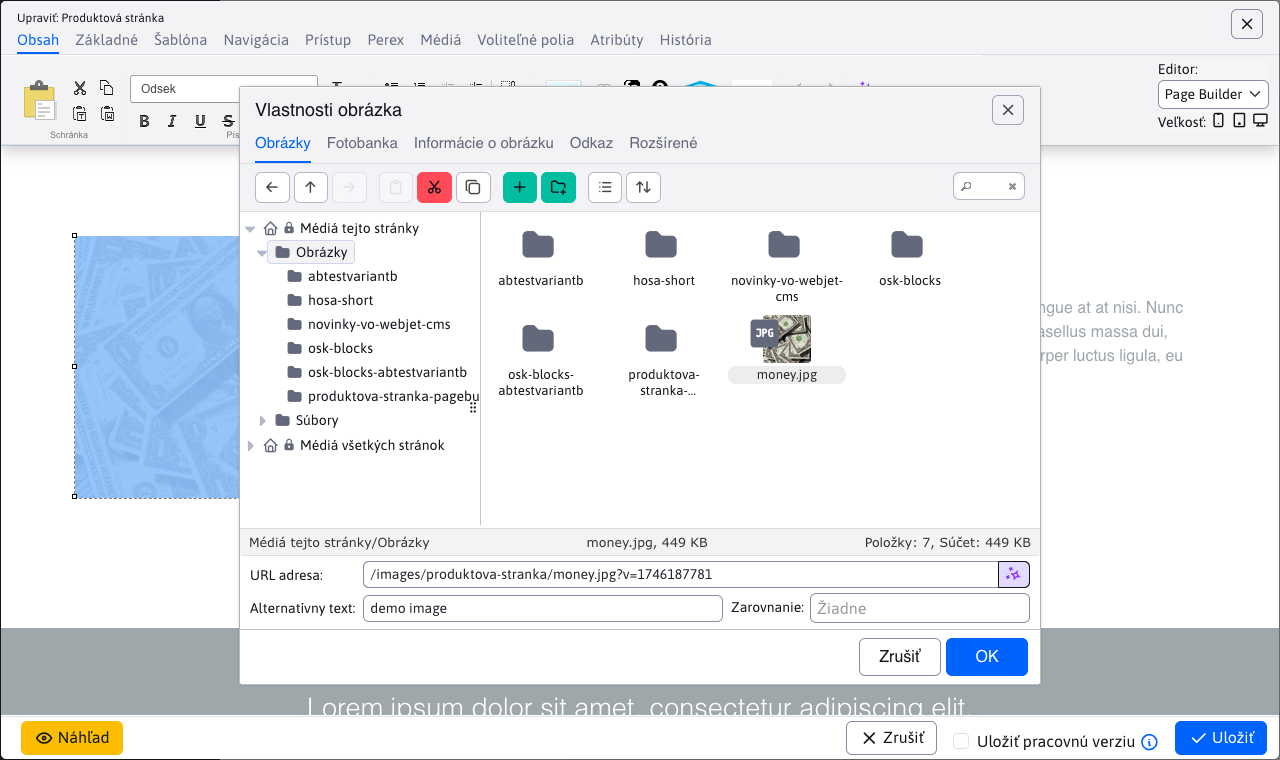 Upraviť: Produktová stránka
Obsah Základné Šablóna Navigácia Prístup Perex Médiá Voliteľné polia Atribúty História
Editor:
Odsek
Page Builder
B I U S
Veľkosť:
Schránka
Vlastnosti obrázka
Obrázky Fotobanka Informácie o obrázku Odkaz Rozšírené
Médiá tejto stránky
Obrázky
abtestvariantb
hosa-short
novinky-vo-webjet-cms
osk-blocks
osk-blocks-abtestvariantb
produktova-stranka-pagebu
Súbory
Médiá všetkých stránok
abtestvariantb
hosa-short
novinky-vo-webjet-
cms
osk-blocks
osk-blocks-
abtestvariantb
produktova-
stranka-...
JPG
money.jpg
ngue at at nisi. Nunc
asellus massa dui,
rper luctus ligula, eu
Médiá tejto stránky/Obrázky money.jpg, 449 KB Položky: 7, Súčet: 449 KB
URL adresa: /images/produktova-stranka/money.jpg?v=1746187781
Alternatívny text: demo image Zarovnanie: Žiadne
Zrušiť OK
Lorem ipsum dolor sit amet, consectetur adipiscing elit.
Náhľad Zrušiť Uložiť pracovnú verziu Uložiť